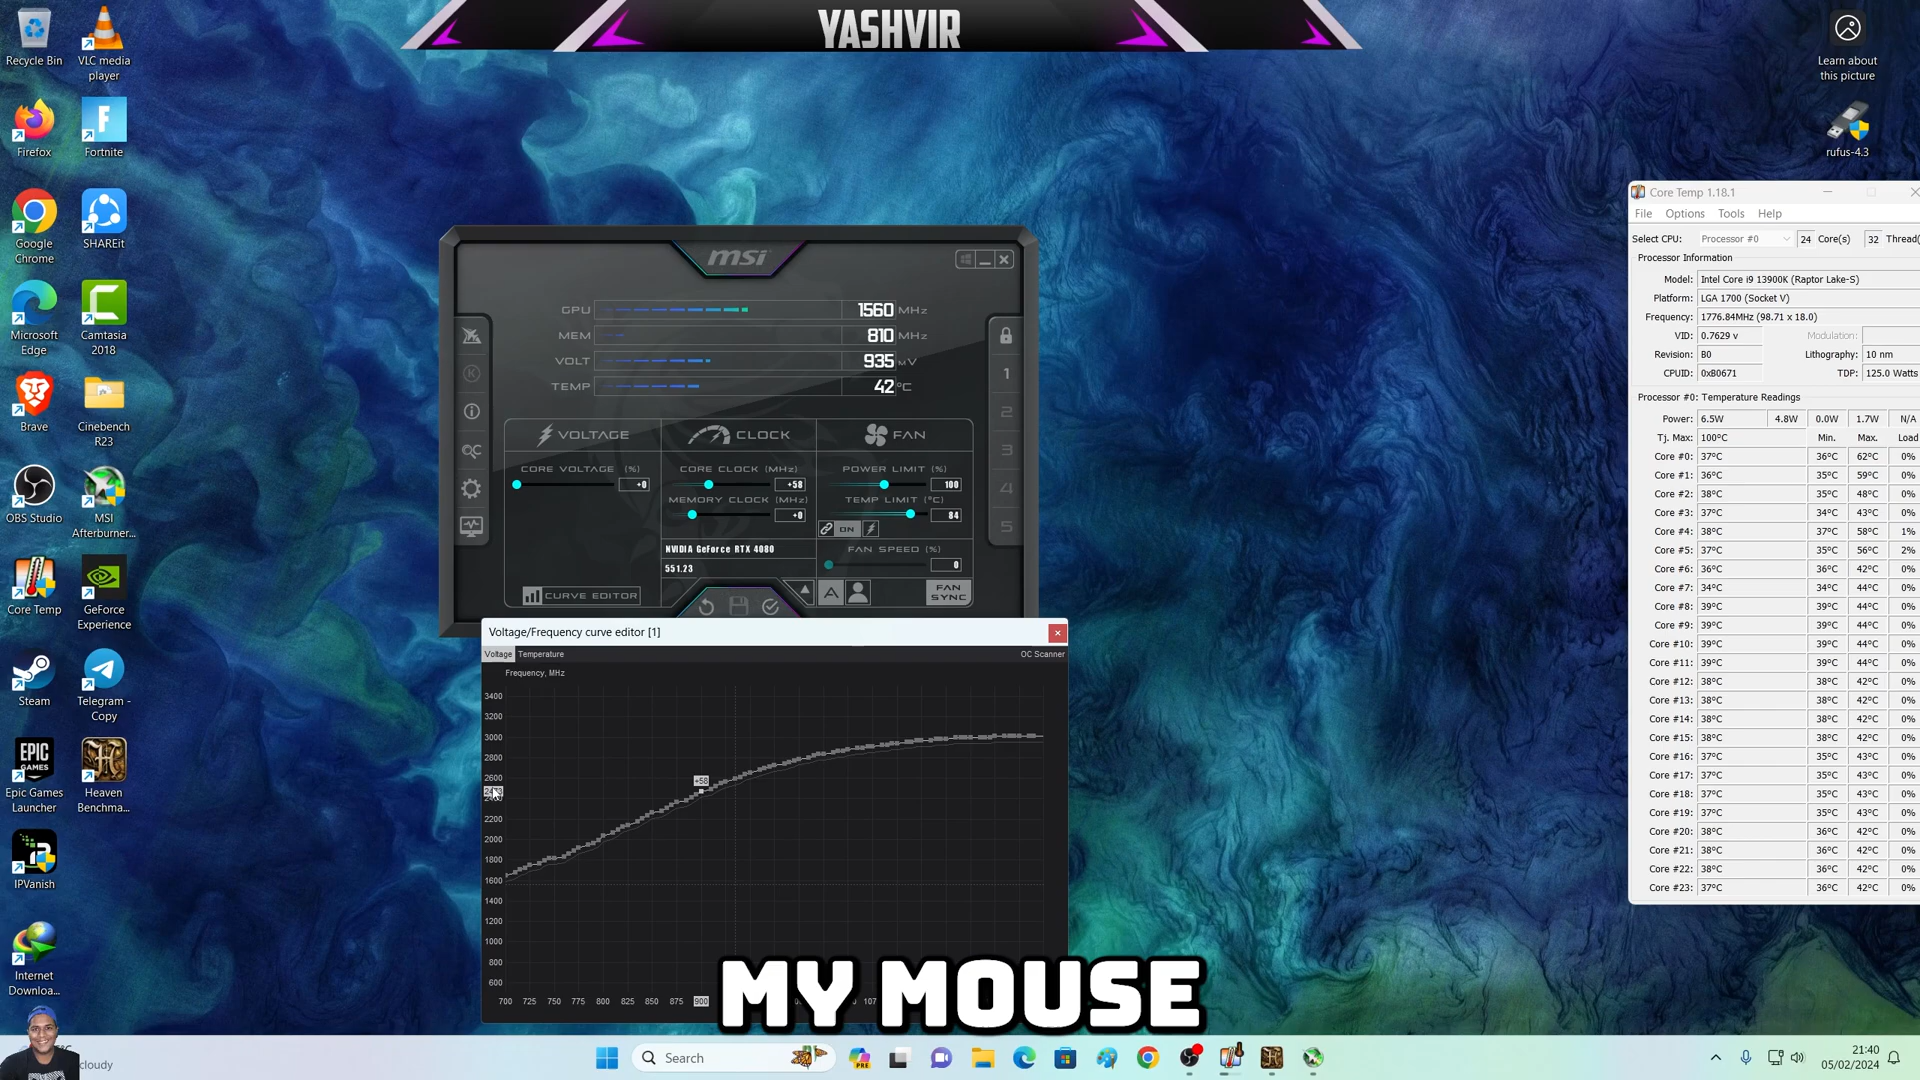 YASHVIR
Recycle Bin
VLC media
player
Firefox
Fortnite
Google
Chrome
SHAREit
Microsoft
Edge
Camtasia
2018
Brave
Cinebench
R23
OBS Studio
MSI
Afterburner...
Core Temp
GeForce
Experience
Steam
Telegram -
Copy
EPIC
GAMES
Epic Games
Launcher
Heaven
Benchma...
IPVanish
Internet
Downloa...
Learn about
this picture
rufus-4.3
msi
GPU 1560 MHz
MEM 810 MHz
VOLT 935 MV
TEMP 42 °C
VOLTAGE
CLOCK
FAN
CORE VOLTAGE (%)
+0
CORE CLOCK (MHz)
+58
MEMORY CLOCK (MHz)
+0
POWER LIMIT (%)
100
TEMP LIMIT (°C)
84
ON
FAN SPEED (%)
0
NVIDIA GeForce RTX 4080
551.23
CURVE EDITOR
A
FAN
SYNC
K
OC
1
2
3
4
5
Voltage/Frequency curve editor [1]
Voltage Temperature OC Scanner
Frequency, MHz
3400
3200
3000
2800
2600
2200
2000
1800
1600
1400
1200
1000
800
600
+58
700 725 750 775 800 825 850 875 900
MY MOUSE
Core Temp 1.18.1
File Options Tools Help
Select CPU: Processor #0 24 Core(s) 32 Thread(
Processor Information
Model: Intel Core i9 13900K (Raptor Lake-S)
Platform: LGA 1700 (Socket V)
Frequency: 1776.84MHz (98.71 x 18.0)
VID: 0.7629 v Modulation:
Revision: B0 Lithography: 10 nm
CPUID: 0xB0671 TDP: 125.0 Watts
Processor #0: Temperature Readings
Power: 6.5W 4.8W 0.0W 1.7W N/A
Tj. Max: 100°C Min. Max. Load
Core #0: 37°C 36°C 62°C 0%
Core #1: 36°C 35°C 59°C 0%
Core #2: 38°C 35°C 48°C 0%
Core #3: 37°C 34°C 43°C 0%
Core #4: 38°C 37°C 58°C 1%
Core #5: 37°C 35°C 56°C 2%
Core #6: 36°C 36°C 42°C 0%
Core #7: 34°C 34°C 44°C 0%
Core #8: 39°C 39°C 44°C 0%
Core #9: 39°C 39°C 44°C 0%
Core #10: 39°C 39°C 44°C 0%
Core #11: 39°C 39°C 44°C 0%
Core #12: 38°C 38°C 42°C 0%
Core #13: 38°C 38°C 42°C 0%
Core #14: 38°C 38°C 42°C 0%
Core #15: 38°C 38°C 42°C 0%
Core #16: 37°C 35°C 43°C 0%
Core #17: 37°C 35°C 43°C 0%
Core #18: 37°C 35°C 43°C 0%
Core #19: 37°C 35°C 43°C 0%
Core #20: 38°C 36°C 42°C 0%
Core #21: 38°C 36°C 42°C 0%
Core #22: 38°C 36°C 42°C 0%
Core #23: 37°C 36°C 42°C 0%
cloudy
Search
PRE
21:40
05/02/2024